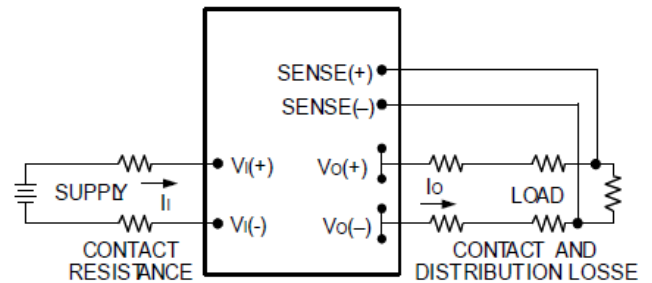 SENSE(+)
SENSE(–)
VI(+)
VO(+)
SUPPLY
II
IO
LOAD
VI(-)
VO(–)
CONTACT
RESISTANCE
CONTACT AND
DISTRIBUTION LOSSE